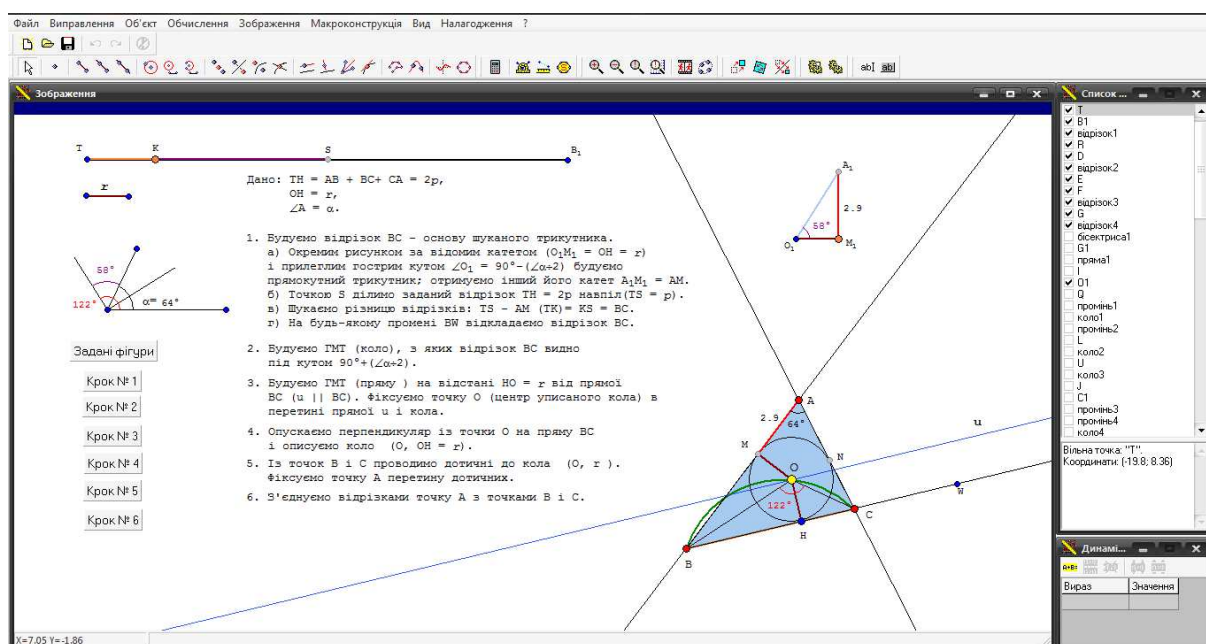 Файл Виправлення Об'єкт Обчислення Зображення Макроконструкція Вид Налагодження ?
ab[ ab
Зображення
T K S B₁
r
Дано: TH = AB + BC+ CA = 2p,
OH = r,
∠A = α.
1. Будуємо відрізок BC – основу шуканого трикутника.
а) Окремим рисунком за відомим катетом (O₁M₁ = OH = r)
і прилеглим гострим кутом ∠O₁ = 90°-(∠α÷2) будуємо
прямокутний трикутник; отримуємо інший його катет A₁M₁ = AM.
б) Точкою S ділимо заданий відрізок TH = 2p навпіл(TS = p).
в) Шукаємо різницю відрізків: TS - AM (TK)= KS = BC.
г) На будь-якому промені BW відкладаємо відрізок BC.
2. Будуємо ГМТ (коло), з яких відрізок BC видно
під кутом 90°+(∠α÷2).
3. Будуємо ГМТ (пряму ) на відстані HO = r від прямої
BC (u || BC). Фіксуємо точку O (центр уписаного кола) в
перетині прямої u і кола.
4. Опускаємо перпендикуляр із точки O на пряму BC
і описуємо коло (O, OH = r).
5. Із точок B і C проводимо дотичні до кола (O, r ).
Фіксуємо точку A перетину дотичних.
6. З'єднуємо відрізками точку A з точками B і C.
58°
122°
α= 64°
Задані фігури
Крок № 1
Крок № 2
Крок № 3
Крок № 4
Крок № 5
Крок № 6
A₁
2.9
58°
O₁
M₁
A
2.9
64°
u
M
N
O
W
122°
C
H
B
X=7.05 Y=-1.86
Список ...
T
B1
відрізок1
R
D
відрізок2
E
F
відрізок3
G
відрізок4
бісектриса1
G1
пряма1
I
O1
Q
промінь1
коло1
промінь2
L
коло2
U
коло3
J
C1
промінь3
промінь4
коло4
Вільна точка: "T".
Координати: (-19.8; 8.36)
Динамі...
Вираз Значення